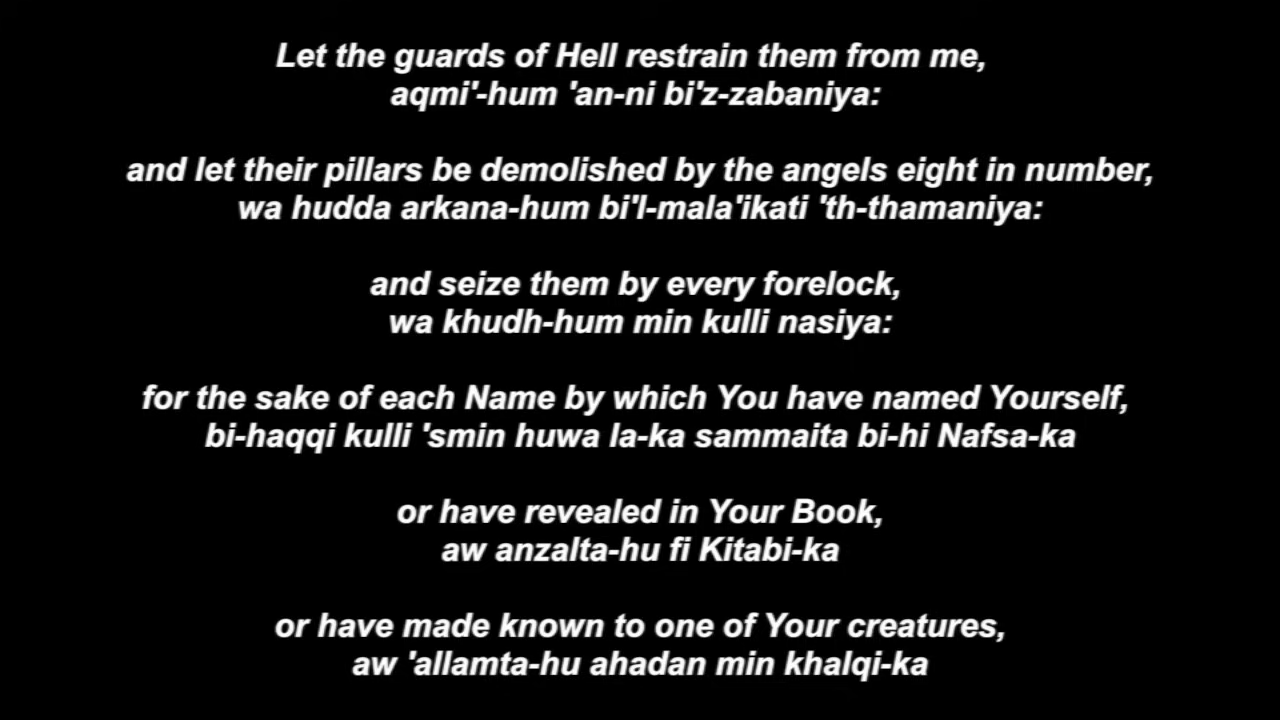 Let the guards of Hell restrain them from me,
aqmi'-hum 'an-ni bi'z-zabaniya:
and let their pillars be demolished by the angels eight in number,
wa hudda arkana-hum bi'l-mala'ikati 'th-thamaniya:
and seize them by every forelock,
wa khudh-hum min kulli nasiya:
for the sake of each Name by which You have named Yourself,
bi-haqqi kulli 'smin huwa la-ka sammaita bi-hi Nafsa-ka
or have revealed in Your Book,
aw anzalta-hu fi Kitabi-ka
or have made known to one of Your creatures,
aw 'allamta-hu ahadan min khalqi-ka